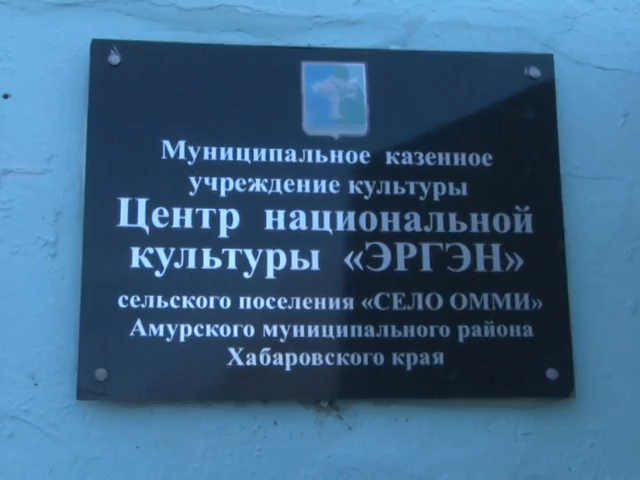 Муниципальное казенное
учреждение культуры
Центр национальной
культуры «ЭРГЭН»
сельского поселения «СЕЛО ОММИ»
Амурского муниципального района
Хабаровского края